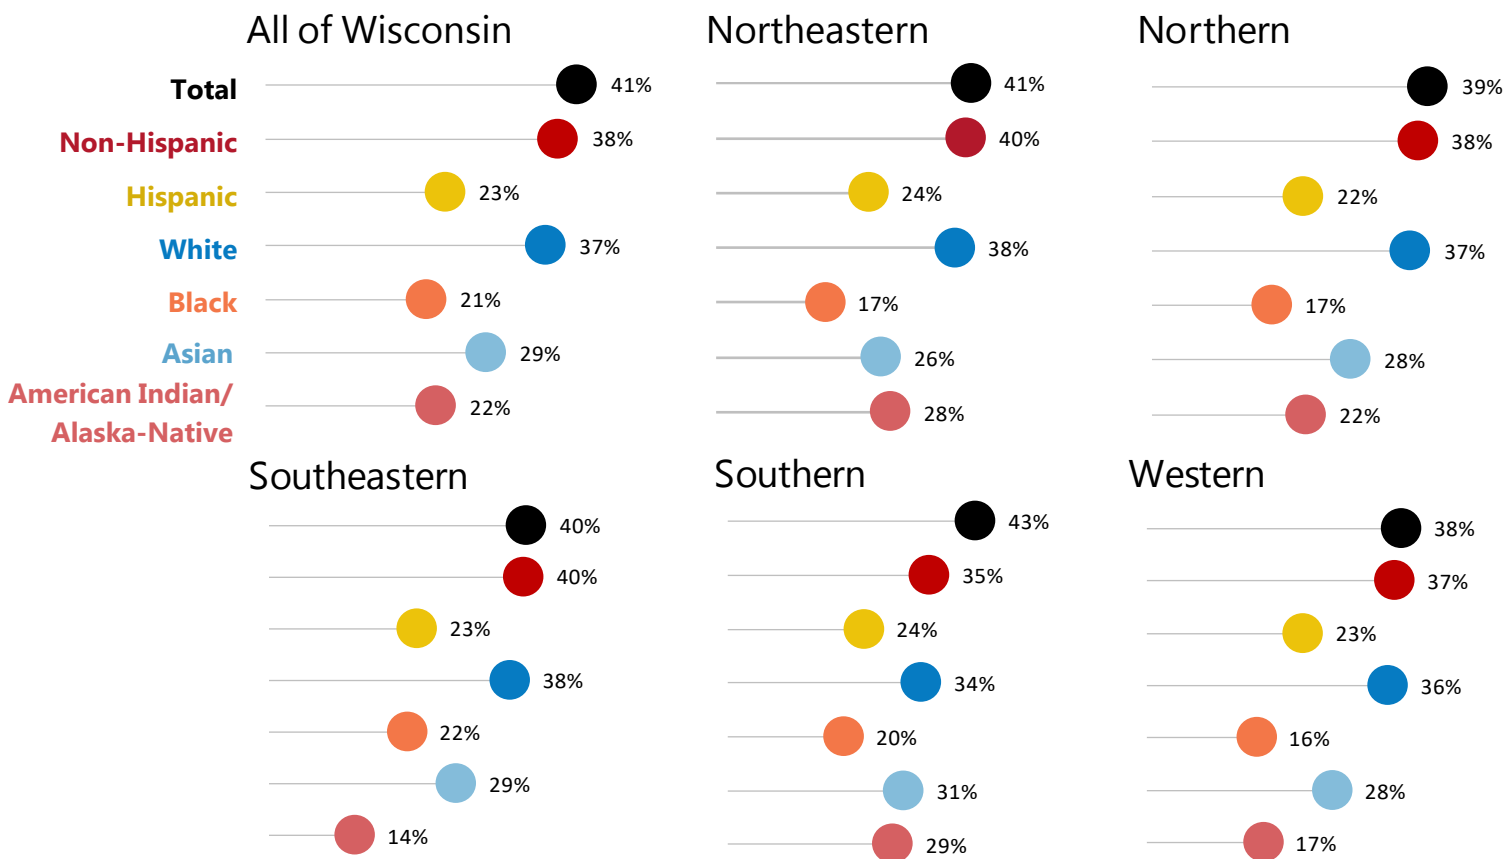 All of Wisconsin
Total 41%
Non-Hispanic 38%
Hispanic 23%
White 37%
Black 21%
Asian 29%
American Indian/
Alaska-Native 22%
Northeastern
41%
40%
24%
38%
17%
26%
28%
Northern
39%
38%
22%
37%
17%
28%
22%
Southeastern
40%
40%
23%
38%
22%
29%
14%
Southern
43%
35%
24%
34%
20%
31%
29%
Western
38%
37%
23%
36%
16%
28%
17%